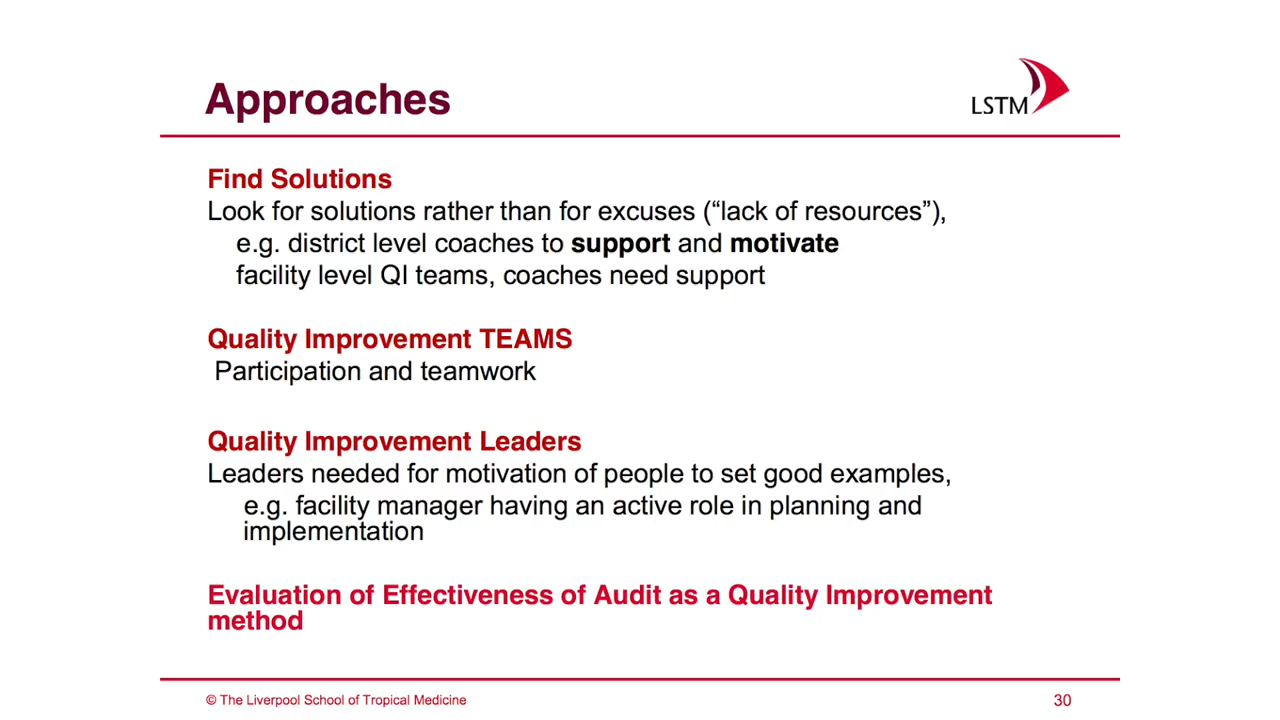 Approaches
LSTM
Find Solutions
Look for solutions rather than for excuses (“lack of resources”),
e.g. district level coaches to support and motivate
facility level QI teams, coaches need support
Quality Improvement TEAMS
Participation and teamwork
Quality Improvement Leaders
Leaders needed for motivation of people to set good examples,
e.g. facility manager having an active role in planning and
implementation
Evaluation of Effectiveness of Audit as a Quality Improvement
method
© The Liverpool School of Tropical Medicine
30